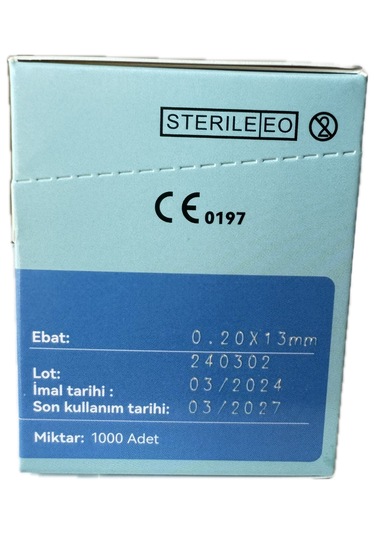 STERILE EO
CE 0197
Ebat: 0.20X13mm
Lot: 240302
İmal tarihi : 03/2024
Son kullanım tarihi: 03/2027
Miktar: 1000 Adet